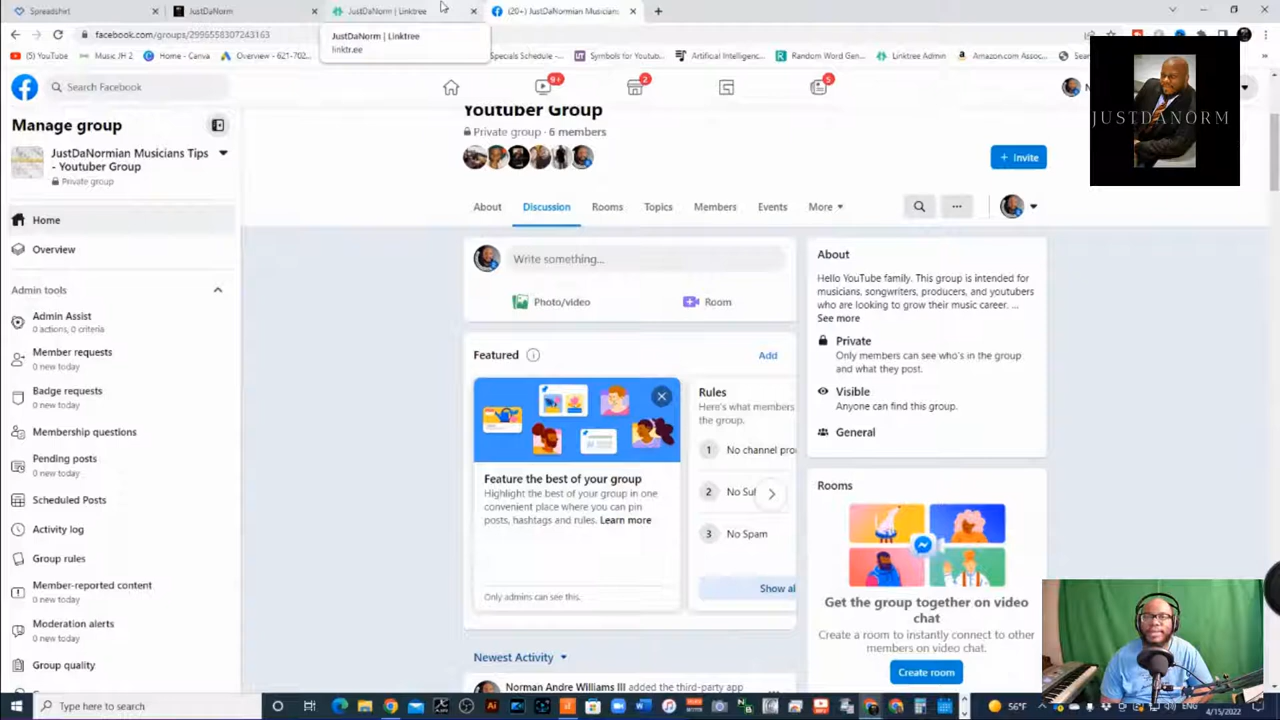 Spreadshirt
JustDaNorm
JustDaNorm | Linktree
(20+) JustDaNormian Musicians
facebook.com/groups/2995558307243163
JustDaNorm | Linktree
linktr.ee
(5) YouTube
Music JH 2
Home - Canva
Overview - 621-702...
Specials Schedule...
Symbols for Youtub...
Artificial Intelligenc...
Random Word Gener...
Linktree Admin
Amazon.com Assoc...
Search Facebook
9+
2
5
Manage group
JustDaNormian Musicians Tips
- Youtuber Group
Private group
Home
Overview
Admin tools
Admin Assist
0 actions, 0 criteria
Member requests
0 new today
Badge requests
0 new today
Membership questions
Pending posts
0 new today
Scheduled Posts
Activity log
Group rules
Member-reported content
0 new today
Moderation alerts
0 new today
Group quality
Youtuber Group
Private group · 6 members
+ Invite
About
Discussion
Rooms
Topics
Members
Events
More
Write something...
Photo/video
Room
Featured
Add
Feature the best of your group
Highlight the best of your group in one
convenient place where you can pin
posts, hashtags and rules. Learn more
Only admins can see this.
Rules
Here's what members
1 No channel pro
2 No Su
3 No Spam
Show al
Newest Activity
Norman Andre Williams III added the third-party app
About
Hello YouTube family. This group is intended for
musicians, songwriters, producers, and youtubers
who are looking to grow their music career. ...
See more
Private
Only members can see who's in the group
and what they post.
Visible
Anyone can find this group.
General
Rooms
Get the group together on video
chat
Create a room to instantly connect to other
members on video chat.
Create room
JUSTDANORM
Type here to search
56°F
ENG
4/15/2022